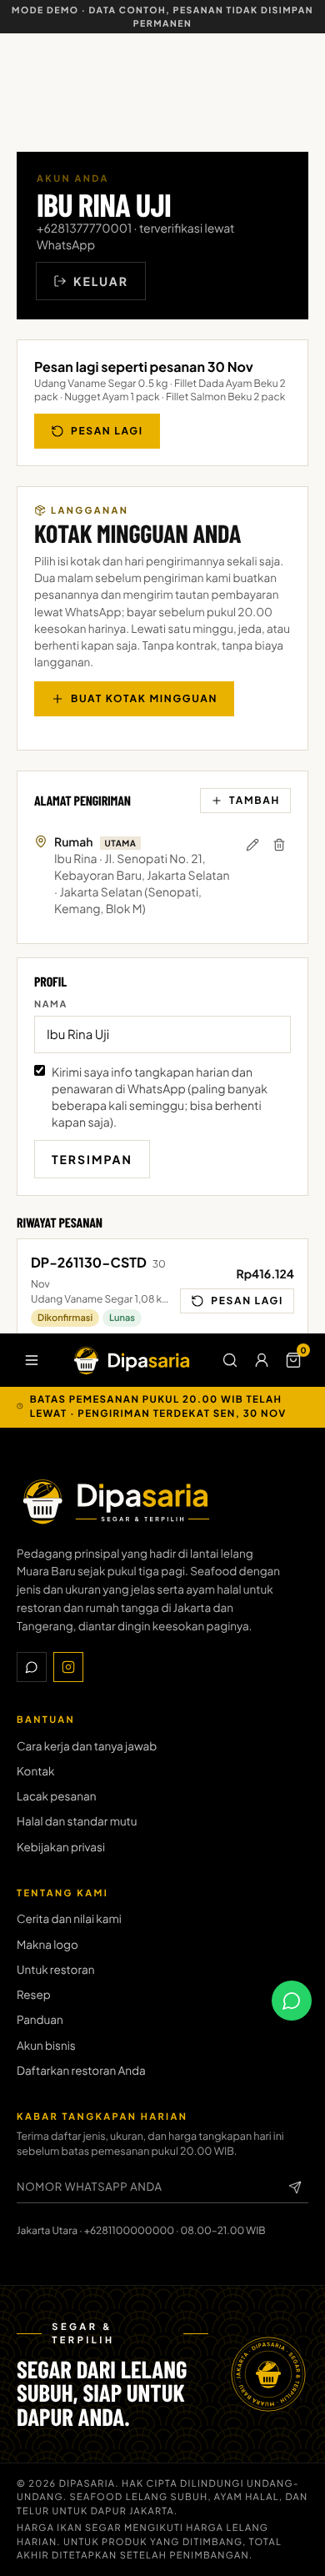 MODE DEMO · DATA CONTOH, PESANAN TIDAK DISIMPAN
PERMANEN
AKUN ANDA
IBU RINA UJI
+6281377770001 · terverifikasi lewat
WhatsApp
KELUAR
Pesan lagi seperti pesanan 30 Nov
Udang Vaname Segar 0.5 kg · Fillet Dada Ayam Beku 2
pack · Nugget Ayam 1 pack · Fillet Salmon Beku 2 pack
PESAN LAGI
LANGGANAN
KOTAK MINGGUAN ANDA
Pilih isi kotak dan hari pengirimannya sekali saja.
Dua malam sebelum pengiriman kami buatkan
pesanannya dan mengirim tautan pembayaran
lewat WhatsApp; bayar sebelum pukul 20.00
keesokan harinya. Lewati satu minggu, jeda, atau
berhenti kapan saja. Tanpa kontrak, tanpa biaya
langganan.
BUAT KOTAK MINGGUAN
ALAMAT PENGIRIMAN
TAMBAH
Rumah UTAMA
Ibu Rina · Jl. Senopati No. 21,
Kebayoran Baru, Jakarta Selatan
· Jakarta Selatan (Senopati,
Kemang, Blok M)
PROFIL
NAMA
Ibu Rina Uji
Kirimi saya info tangkapan harian dan
penawaran di WhatsApp (paling banyak
beberapa kali seminggu; bisa berhenti
kapan saja).
TERSIMPAN
RIWAYAT PESANAN
DP-261130-CSTD 30
Nov
Udang Vaname Segar 1,08 k...
Dikonfirmasi Lunas
Rp416.124
PESAN LAGI
Dipasaria
0
BATAS PEMESANAN PUKUL 20.00 WIB TELAH
LEWAT · PENGIRIMAN TERDEKAT SEN, 30 NOV
Dipasaria
SEGAR & TERPILIH
Pedagang prinsipal yang hadir di lantai lelang
Muara Baru sejak pukul tiga pagi. Seafood dengan
jenis dan ukuran yang jelas serta ayam halal untuk
restoran dan rumah tangga di Jakarta dan
Tangerang, diantar dingin keesokan paginya.
BANTUAN
Cara kerja dan tanya jawab
Kontak
Lacak pesanan
Halal dan standar mutu
Kebijakan privasi
TENTANG KAMI
Cerita dan nilai kami
Makna logo
Untuk restoran
Resep
Panduan
Akun bisnis
Daftarkan restoran Anda
KABAR TANGKAPAN HARIAN
Terima daftar jenis, ukuran, dan harga tangkapan hari ini
sebelum batas pemesanan pukul 20.00 WIB.
NOMOR WHATSAPP ANDA
Jakarta Utara · +6281100000000 · 08.00–21.00 WIB
SEGAR &
TERPILIH
SEGAR DARI LELANG
SUBUH, SIAP UNTUK
DAPUR ANDA.
© 2026 DIPASARIA. HAK CIPTA DILINDUNGI UNDANG-
UNDANG. SEAFOOD LELANG SUBUH, AYAM HALAL, DAN
TELUR UNTUK DAPUR JAKARTA.
HARGA IKAN SEGAR MENGIKUTI HARGA LELANG
HARIAN. UNTUK PRODUK YANG DITIMBANG, TOTAL
AKHIR DITETAPKAN SETELAH PENIMBANGAN.